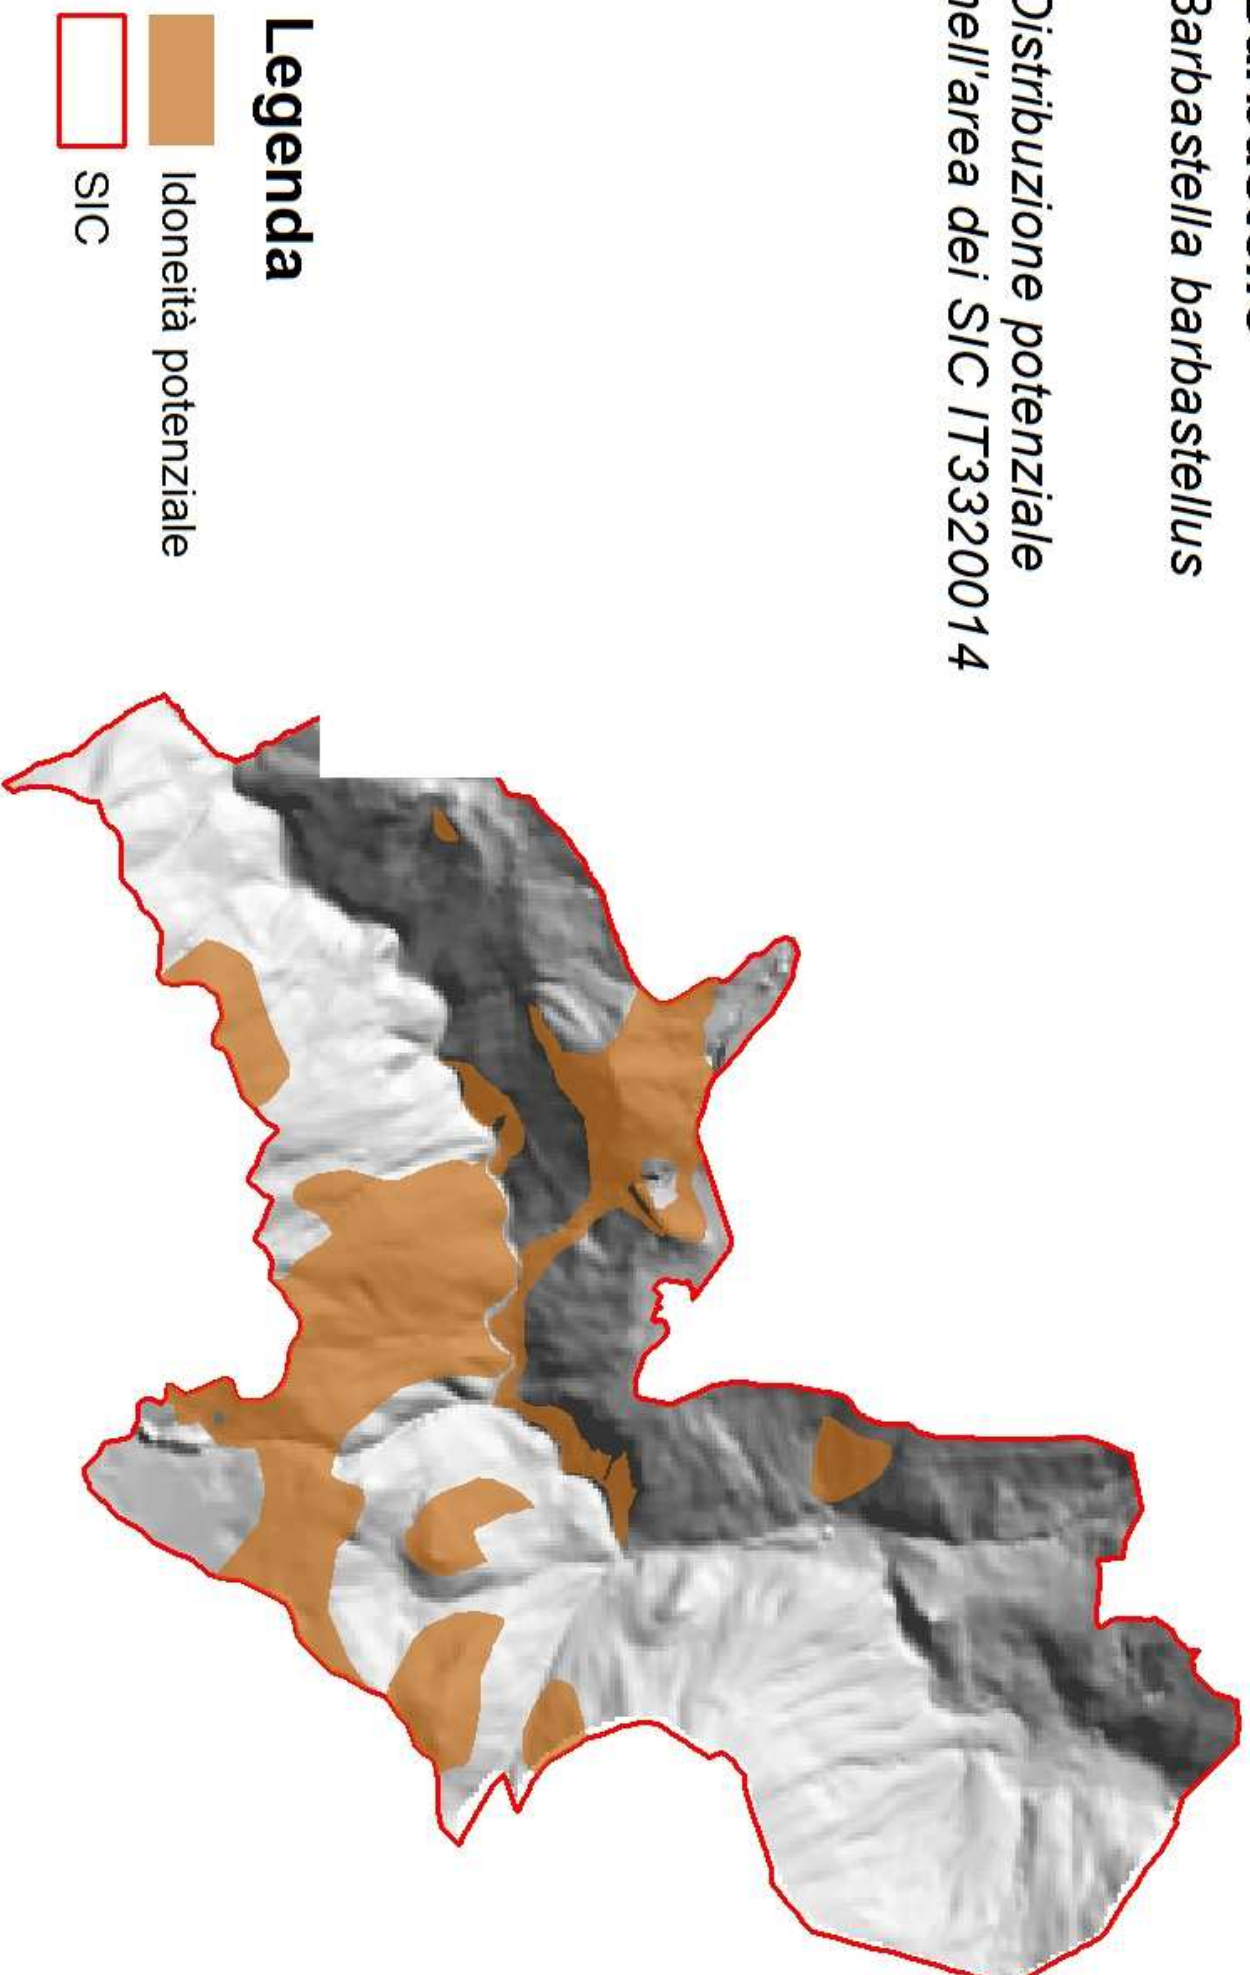 Barbastella barbastellus
Distribuzione potenziale
nell'area dei SIC IT3320014
Legenda
Idoneità potenziale
SIC